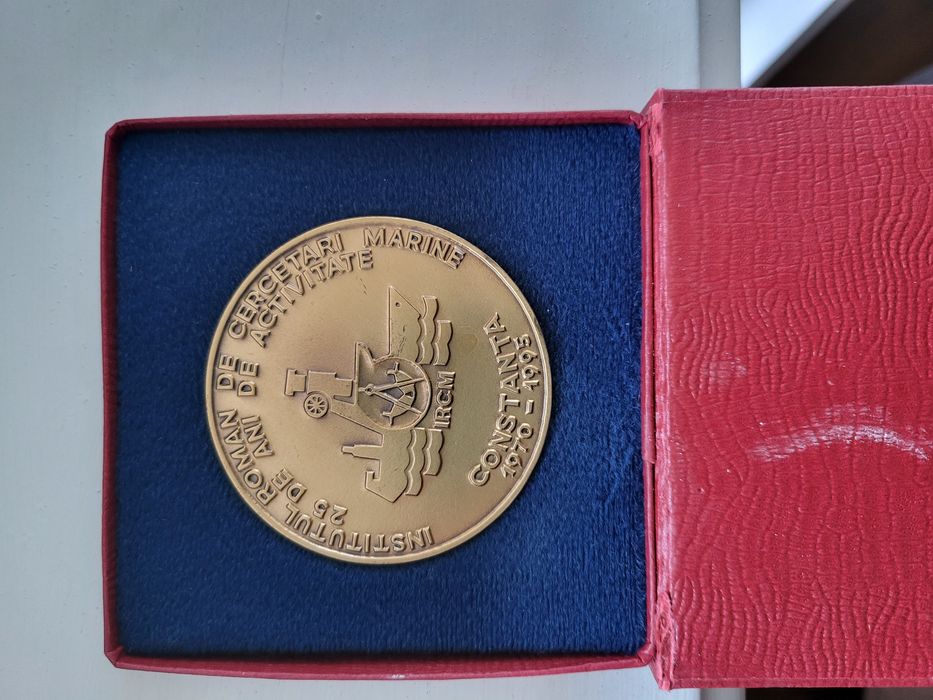 INSTITUTUL ROMAN DE CERCETARI MARINE
25 DE ANI DE ACTIVITATE
IRCM
CONSTANTA
1970-1995